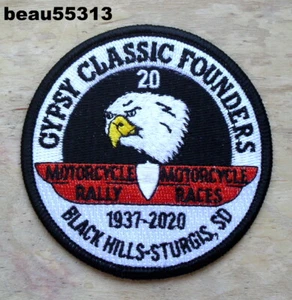 beau55313
GYPSY CLASSIC FOUNDERS
20
MOTORCYCLE MOTORCYCLE
RALLY RACES
1937-2020
BLACK HILLS-STURGIS, SD